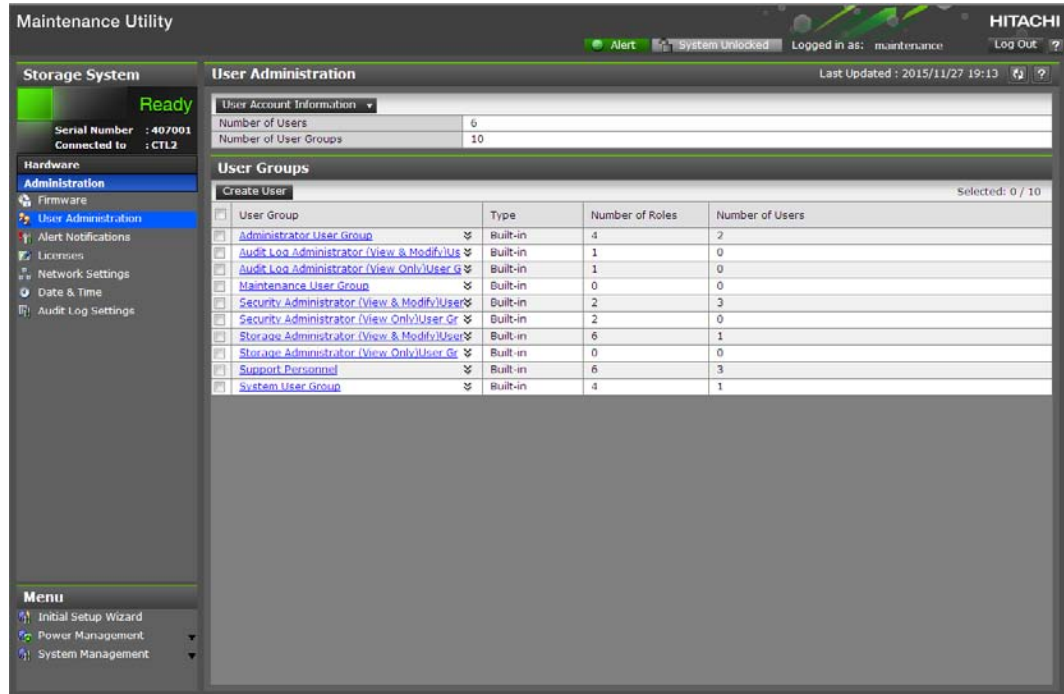 Maintenance Utility
HITACHI
Alert
System Unlocked
Logged in as: maintenance
Log Out
?
Storage System
Ready
Serial Number : 407001
Connected to : CTL2
Hardware
Administration
Firmware
User Administration
Alert Notifications
Licenses
Network Settings
Date & Time
Audit Log Settings
Menu
Initial Setup Wizard
Power Management
System Management
User Administration
Last Updated : 2015/11/27 19:13
?
User Account Information
Number of Users 6
Number of User Groups 10
User Groups
Create User
Selected: 0 / 10
User Group Type Number of Roles Number of Users
Administrator User Group Built-in 4 2
Audit Log Administrator (View & Modify)Us Built-in 1 0
Audit Log Administrator (View Only)User G Built-in 1 0
Maintenance User Group Built-in 0 0
Security Administrator (View & Modify)User Built-in 2 3
Security Administrator (View Only)User Gr Built-in 2 0
Storage Administrator (View & Modify)User Built-in 6 1
Storage Administrator (View Only)User Gr Built-in 0 0
Support Personnel Built-in 6 3
System User Group Built-in 4 1